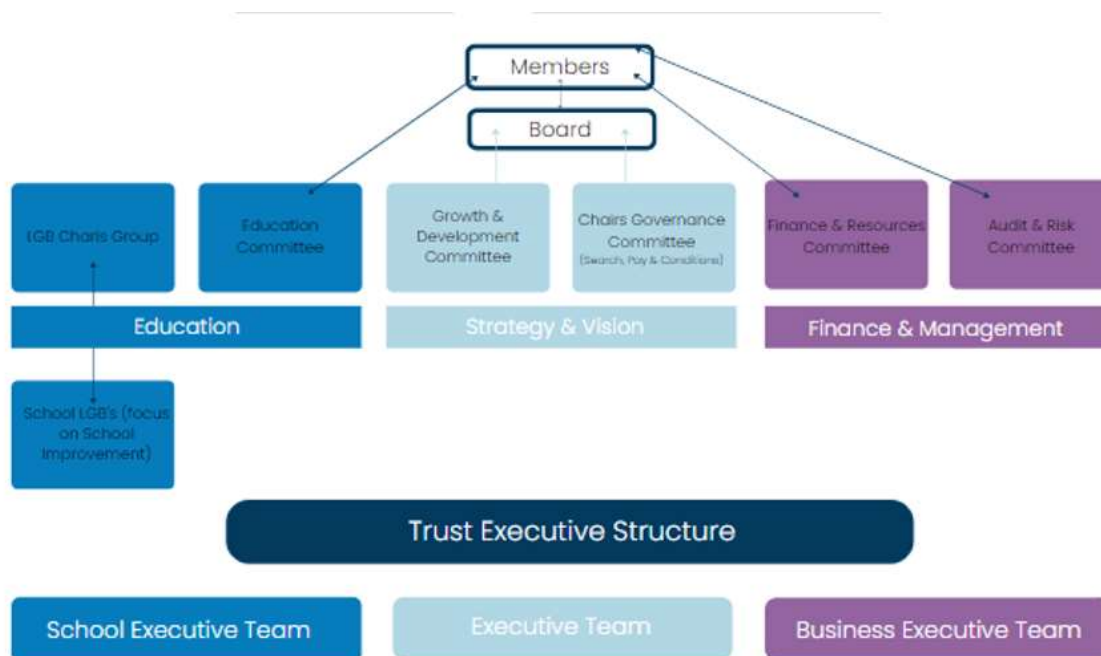 Members
Board
LGB Charis Group
Education
Committee
Growth &
Development
Committee
Chairs Governance
Committee
(Search, Pay & Conditions)
Finance & Resources
Committee
Audit & Risk
Committee
Education
Strategy & Vision
Finance & Management
School LGB's (focus
on School
Improvement)
Trust Executive Structure
School Executive Team
Executive Team
Business Executive Team